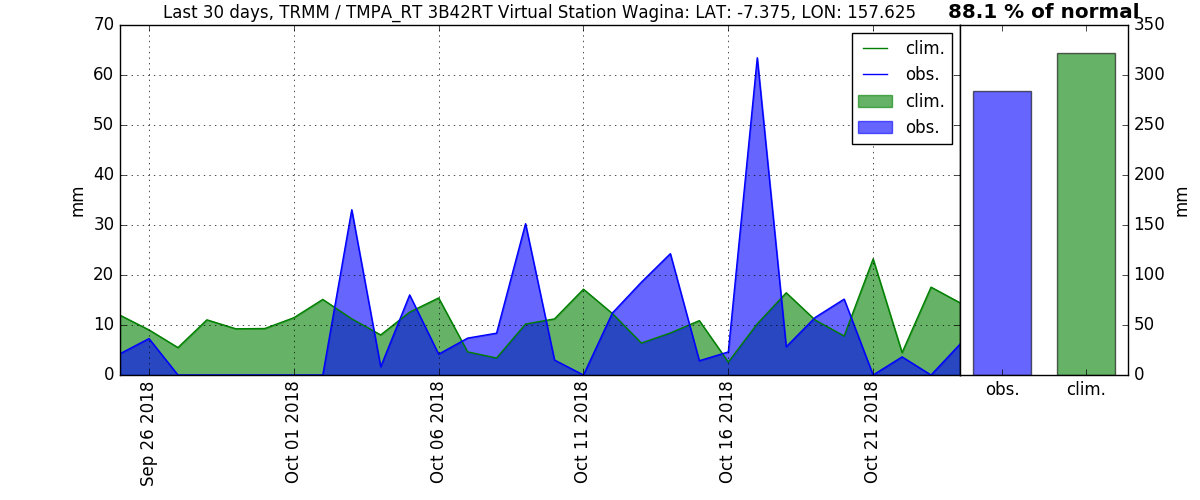 Last 30 days, TRMM / TMPA_RT 3B42RT Virtual Station Wagina: LAT: -7.375, LON: 157.625
88.1 % of normal
70
60
50
40
30
20
10
0
mm
clim.
obs.
clim.
obs.
350
300
250
200
150
100
50
0
mm
Sep 26 2018
Oct 01 2018
Oct 06 2018
Oct 11 2018
Oct 16 2018
Oct 21 2018
obs.
clim.